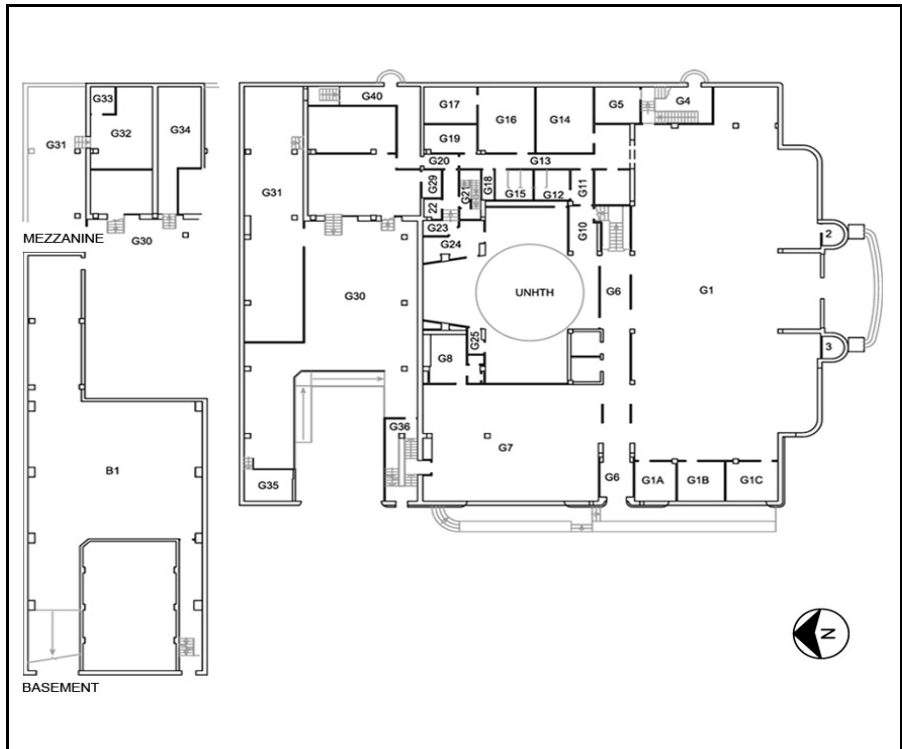 G33
G32
G34
G31
G30
MEZZANINE
B1
BASEMENT
G40
G17
G16
G14
G5
G4
G19
G20
G13
G31
G29
G21
G18
G15
G12
G11
22
G23
G10
G24
2
G30
UNHTH
G6
G1
G25
G8
3
G36
G7
G35
G6
G1A
G1B
G1C
N